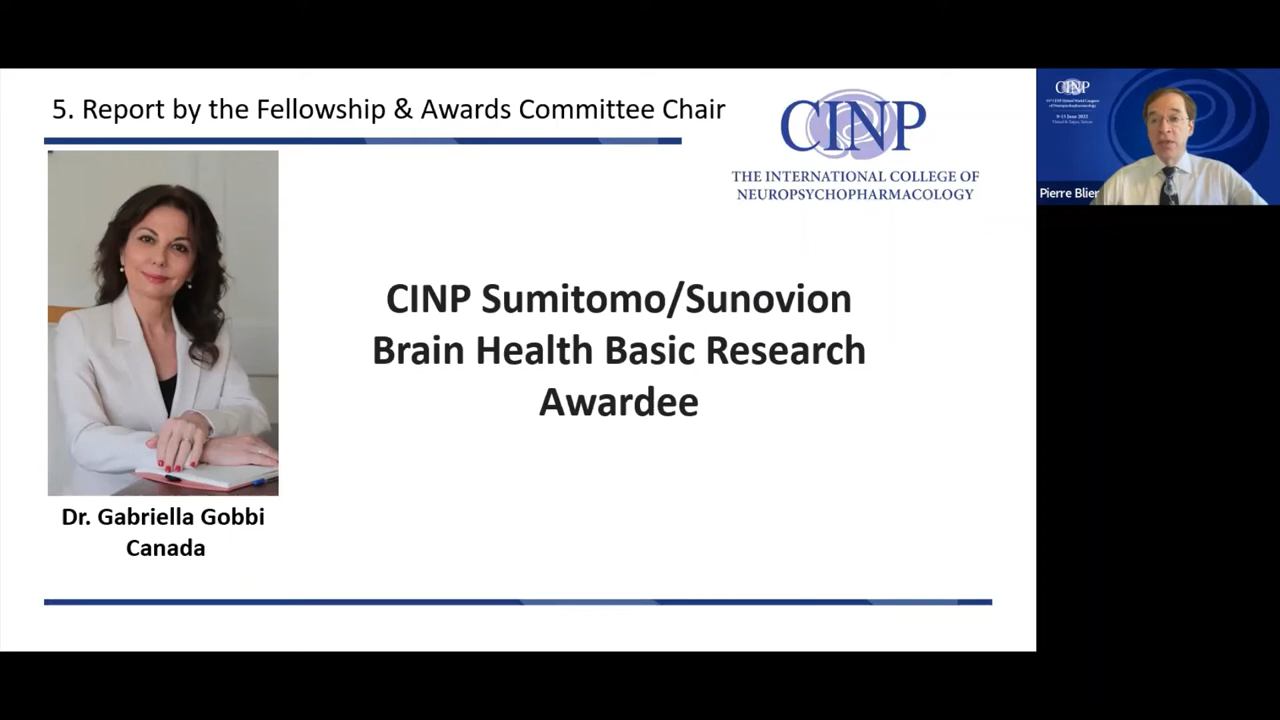 5. Report by the Fellowship & Awards Committee Chair
CINP
THE INTERNATIONAL COLLEGE OF
NEUROPSYCHOPHARMACOLOGY
CINP Sumitomo/Sunovion
Brain Health Basic Research
Awardee
Dr. Gabriella Gobbi
Canada
CINP
Pierre Blier